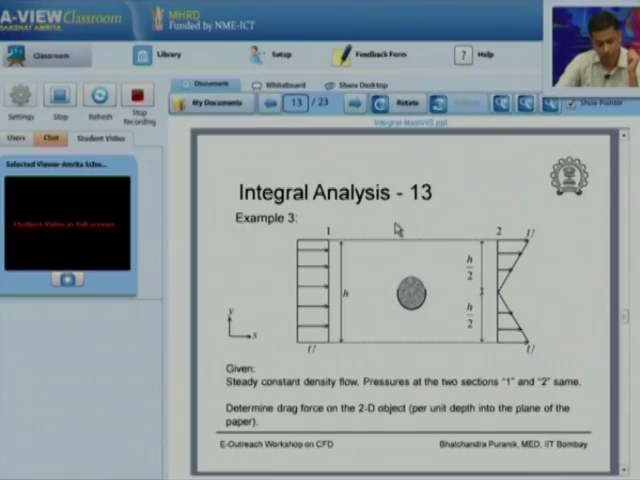 A-VIEW Classroom
MHRD
Funded by NME-ICT
Classroom
Library
Setup
Feedback Form
? Help
Document
Whiteboard
Share Desktop
My Documents
13 / 23
Rotate
Show Pointer
Settings
Stop
Refresh
Stop Recording
Users
Chat
Student Video
Selected Viewer-Amrita Scho...
Integral Analysis - 13
Example 3:
1
2
U
h
h
2
h
2
y
x
U
U
Given:
Steady constant density flow. Pressures at the two sections "1" and "2" same.
Determine drag force on the 2-D object (per unit depth into the plane of the
paper).
E-Outreach Workshop on CFD
Bhalchandra Puranik, MED, IIT Bombay